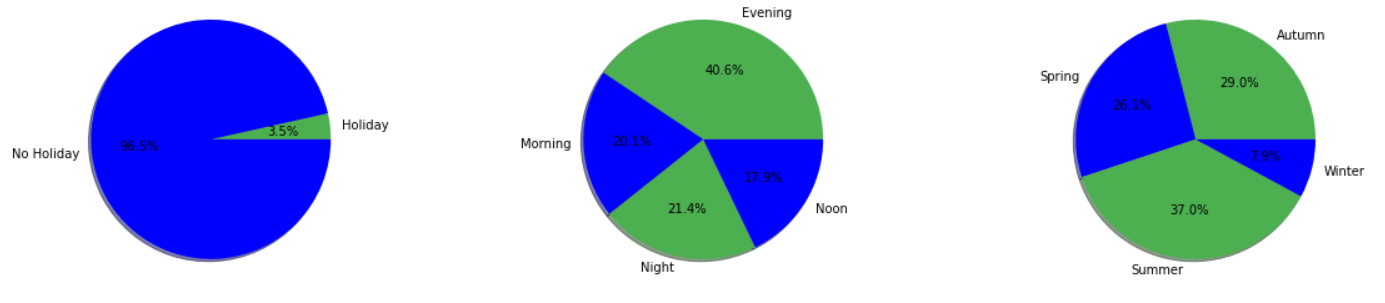 No Holiday
96.5%
3.5%
Holiday
Evening
40.6%
Morning
20.1%
17.9%
Noon
21.4%
Night
Autumn
29.0%
Spring
26.1%
7.9%
Winter
37.0%
Summer